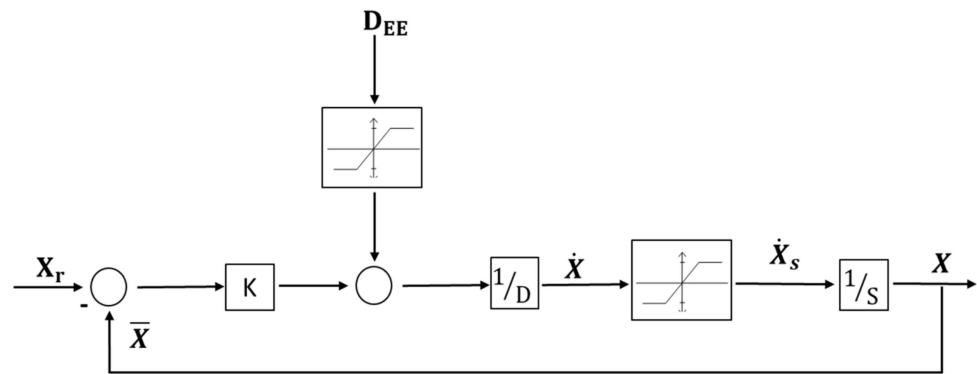 D_EE
X_r
-
X̄
K
1/D
Ẋ
Ẋ_s
1/S
X